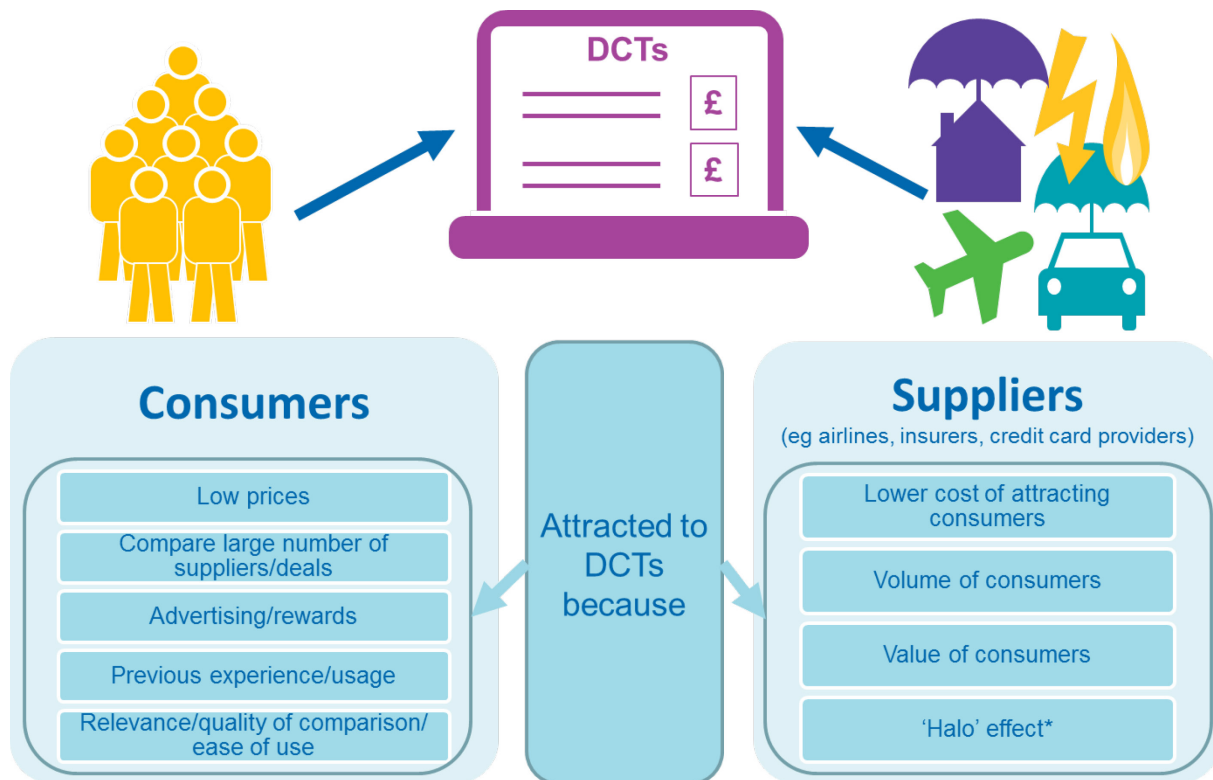 DCTs
£
£
Consumers
Low prices
Compare large number of
suppliers/deals
Advertising/rewards
Previous experience/usage
Relevance/quality of comparison/
ease of use
Attracted to
DCTs
because
Suppliers
(eg airlines, insurers, credit card providers)
Lower cost of attracting
consumers
Volume of consumers
Value of consumers
‘Halo’ effect*